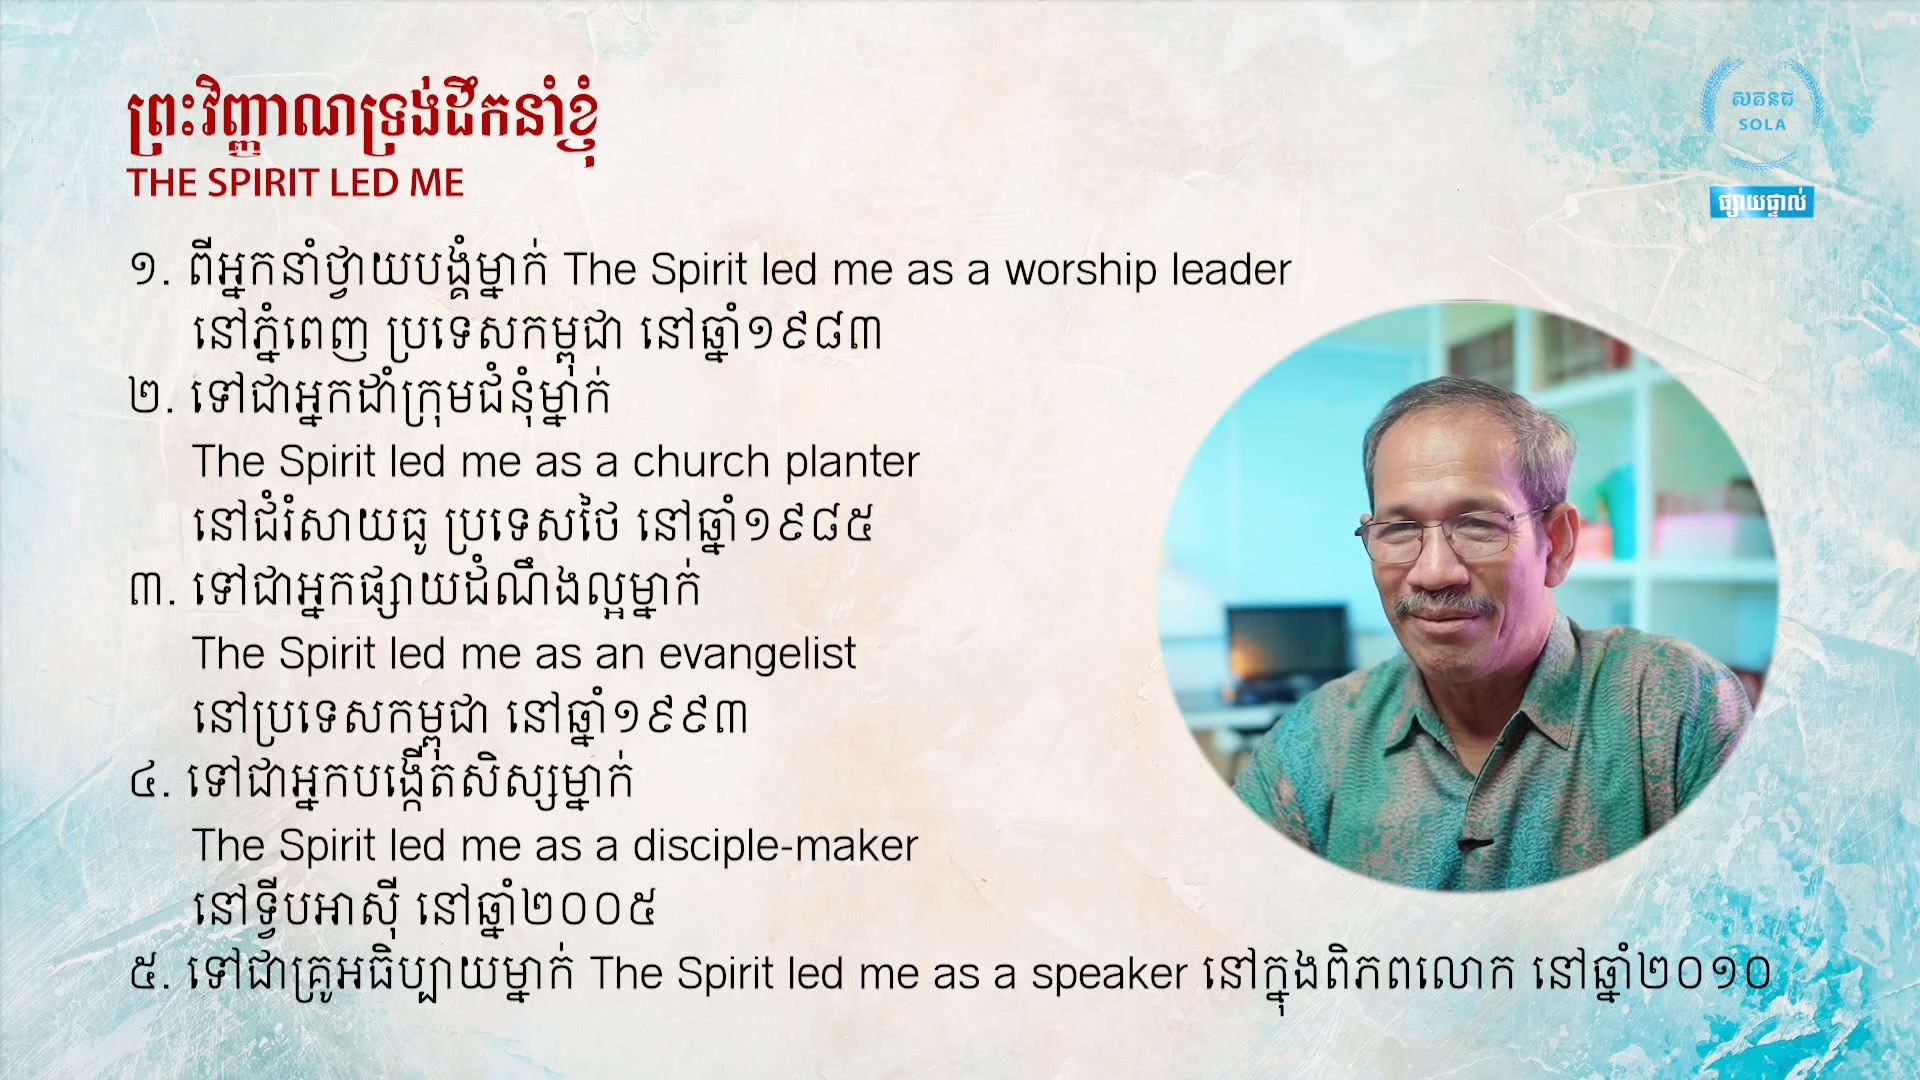 ព្រះវិញ្ញាណទ្រង់ដឹកនាំខ្ញុំ
THE SPIRIT LED ME
សគនជ
SOLA
ផ្សាយផ្ទាល់
១. ពីអ្នកនាំថ្វាយបង្គំម្នាក់ The Spirit led me as a worship leader
នៅភ្នំពេញ ប្រទេសកម្ពុជា នៅឆ្នាំ១៩៨៣
២. ទៅជាអ្នកដាំក្រុមជំនុំម្នាក់
The Spirit led me as a church planter
នៅជំរំសាយធូ ប្រទេសថៃ នៅឆ្នាំ១៩៨៥
៣. ទៅជាអ្នកផ្សាយដំណឹងល្អម្នាក់
The Spirit led me as an evangelist
នៅប្រទេសកម្ពុជា នៅឆ្នាំ១៩៩៣
៤. ទៅជាអ្នកបង្កើតសិស្សម្នាក់
The Spirit led me as a disciple-maker
នៅទ្វីបអាស៊ី នៅឆ្នាំ២០០៥
៥. ទៅជាគ្រូអធិប្បាយម្នាក់ The Spirit led me as a speaker នៅក្នុងពិភពលោក នៅឆ្នាំ២០១០